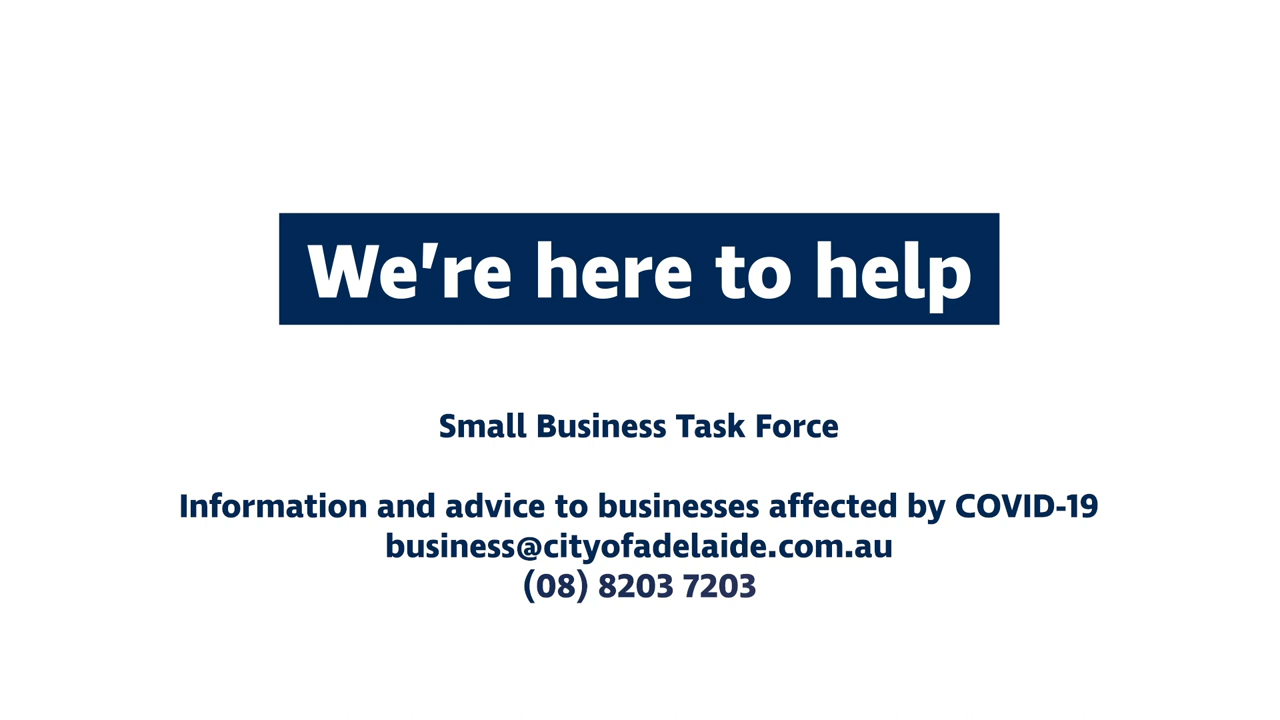 We're here to help
Small Business Task Force
Information and advice to businesses affected by COVID-19
business@cityofadelaide.com.au
(08) 8203 7203